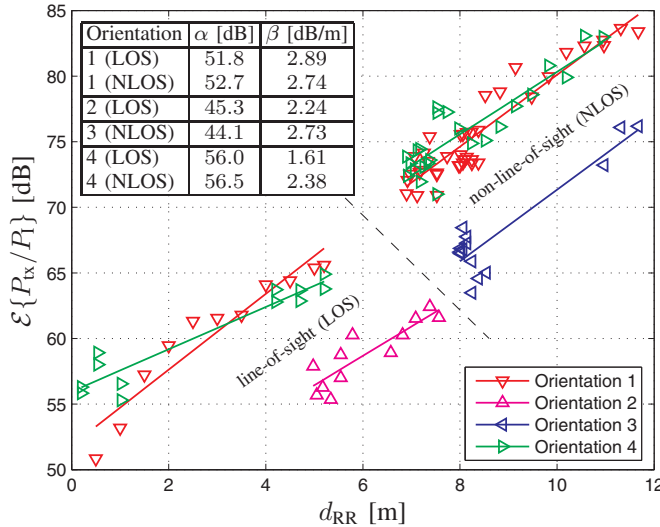 Orientation α [dB] β [dB/m]
1 (LOS) 51.8 2.89
1 (NLOS) 52.7 2.74
2 (LOS) 45.3 2.24
3 (NLOS) 44.1 2.73
4 (LOS) 56.0 1.61
4 (NLOS) 56.5 2.38
85
80
75
70
65
60
55
50
ℰ{P_tx/P_1} [dB]
non-line-of-sight (NLOS)
line-of-sight (LOS)
Orientation 1
Orientation 2
Orientation 3
Orientation 4
0 2 4 6 8 10 12
d_RR [m]